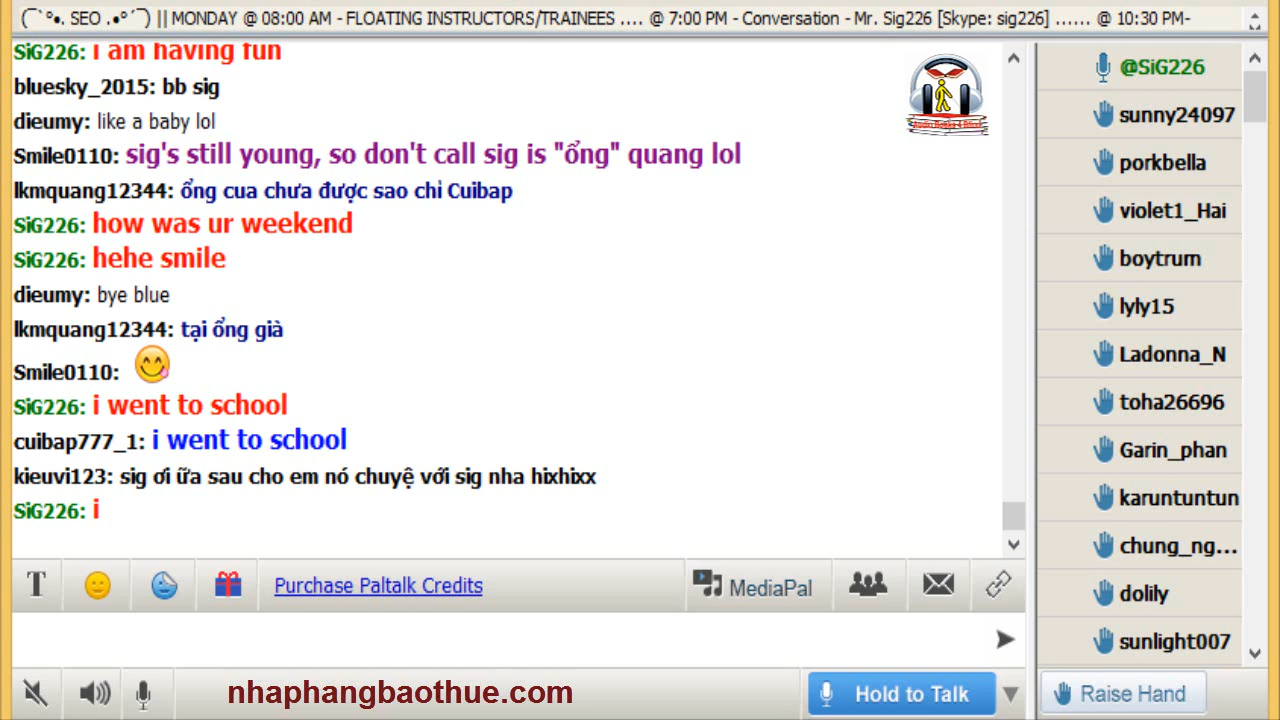 (¯`°•. SEO .•°´¯) || MONDAY @ 08:00 AM - FLOATING INSTRUCTORS/TRAINEES .... @ 7:00 PM - Conversation - Mr. Sig226 [Skype: sig226] ...... @ 10:30 PM-
SiG226: i am having fun
bluesky_2015: bb sig
dieumy: like a baby lol
Smile0110: sig's still young, so don't call sig is "ổng" quang lol
lkmquang12344: ổng cua chưa được sao chỉ Cuibap
SiG226: how was ur weekend
SiG226: hehe smile
dieumy: bye blue
lkmquang12344: tại ổng già
Smile0110:
SiG226: i went to school
cuibap777_1: i went to school
kieuvi123: sig ơi ữa sau cho em nó chuyệ với sig nha hixhixx
SiG226: i
@SiG226
sunny24097
porkbella
violet1_Hai
boytrum
lyly15
Ladonna_N
toha26696
Garin_phan
karuntuntun
chung_ng...
dolily
sunlight007
T
Purchase Paltalk Credits
MediaPal
nhaphangbaothue.com
Hold to Talk
Raise Hand